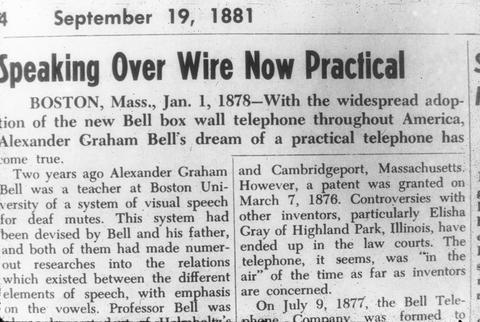 4 September 19, 1881
Speaking Over Wire Now Practical
BOSTON, Mass., Jan. 1, 1878—With the widespread adop-
tion of the new Bell box wall telephone throughout America,
Alexander Graham Bell's dream of a practical telephone has
come true.
Two years ago Alexander Graham
Bell was a teacher at Boston Uni-
versity of a system of visual speech
for deaf mutes. This system had
been devised by Bell and his father,
and both of them had made numer-
out researches into the relations
which existed between the different
elements of speech, with emphasis
on the vowels. Professor Bell was
and Cambridgeport, Massachusetts.
However, a patent was granted on
March 7, 1876. Controversies with
other inventors, particularly Elisha
Gray of Highland Park, Illinois, have
ended up in the law courts. The
telephone, it seems, was "in the
air" of the time as far as inventors
are concerned.
On July 9, 1877, the Bell Tele-
phone Company was formed to